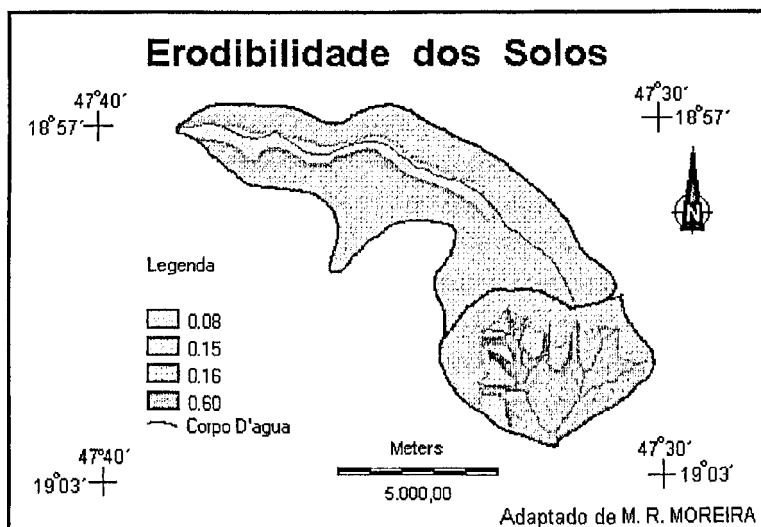 Erodibilidade dos Solos
47°40´
18°57´
47°30´
18°57´
N
Legenda
0.08
0.15
0.16
0.60
Corpo D'agua
Meters
5.000,00
47°40´
19°03´
47°30´
19°03´
Adaptado de M. R. MOREIRA